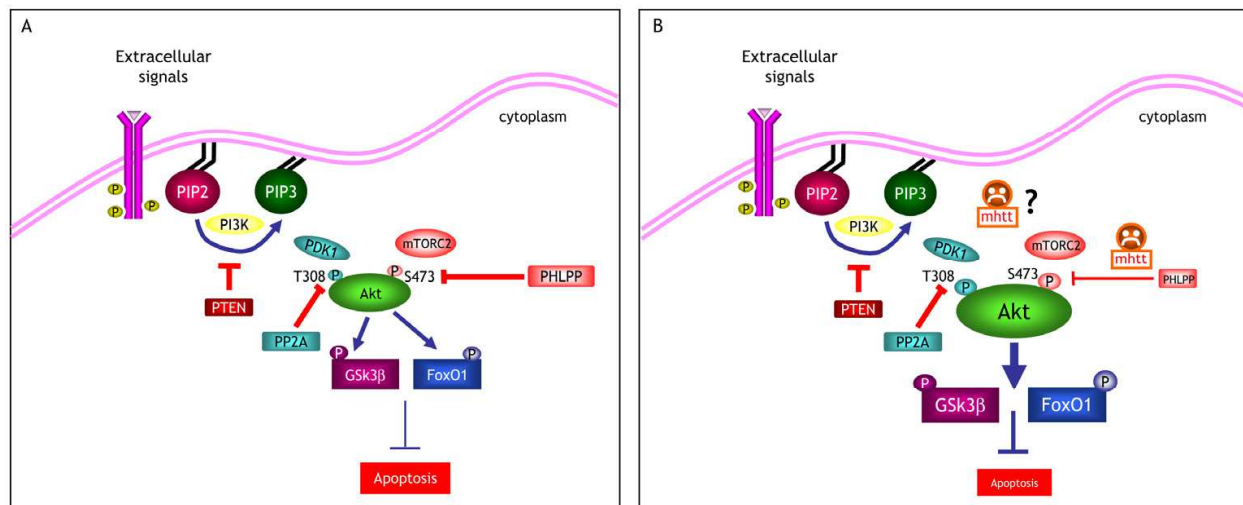 A
Extracellular
signals
cytoplasm
P
P
P
PIP2
PIP3
PI3K
PDK1
mTORC2
T308
P
P
S473
PHLPP
PTEN
Akt
PP2A
P
P
GSk3β
FoxO1
Apoptosis
B
Extracellular
signals
cytoplasm
P
P
P
PIP2
PIP3
PI3K
mhtt
?
PDK1
mTORC2
mhtt
T308
P
S473
P
PHLPP
PTEN
Akt
PP2A
P
P
GSk3β
FoxO1
Apoptosis